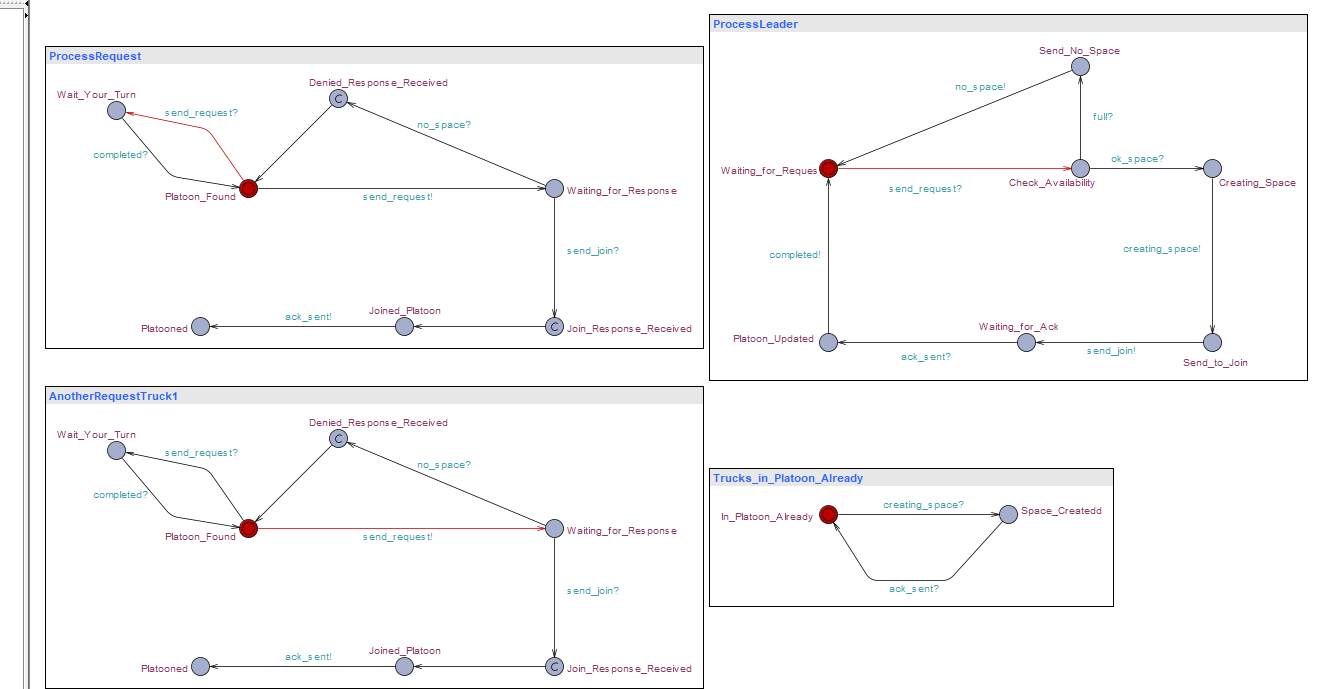 ProcessRequest
Wait_Your_Turn
send_request?
Denied_Response_Received
no_space?
completed?
Platoon_Found
send_request!
Waiting_for_Response
send_join?
Platooned
ack_sent!
Joined_Platoon
C
C
Join_Response_Received
ProcessLeader
Send_No_Space
no_space!
full?
ok_space?
Waiting_for_Reques
send_request?
Check_Availability
Creating_Space
completed!
creating_space!
Platoon_Updated
ack_sent?
Waiting_for_Ack
send_join!
Send_to_Join
AnotherRequestTruck1
Wait_Your_Turn
send_request?
Denied_Response_Received
no_space?
completed?
Platoon_Found
send_request!
Waiting_for_Response
send_join?
Platooned
ack_sent!
Joined_Platoon
C
C
Join_Response_Received
Trucks_in_Platoon_Already
In_Platoon_Already
creating_space?
Space_Createdd
ack_sent?